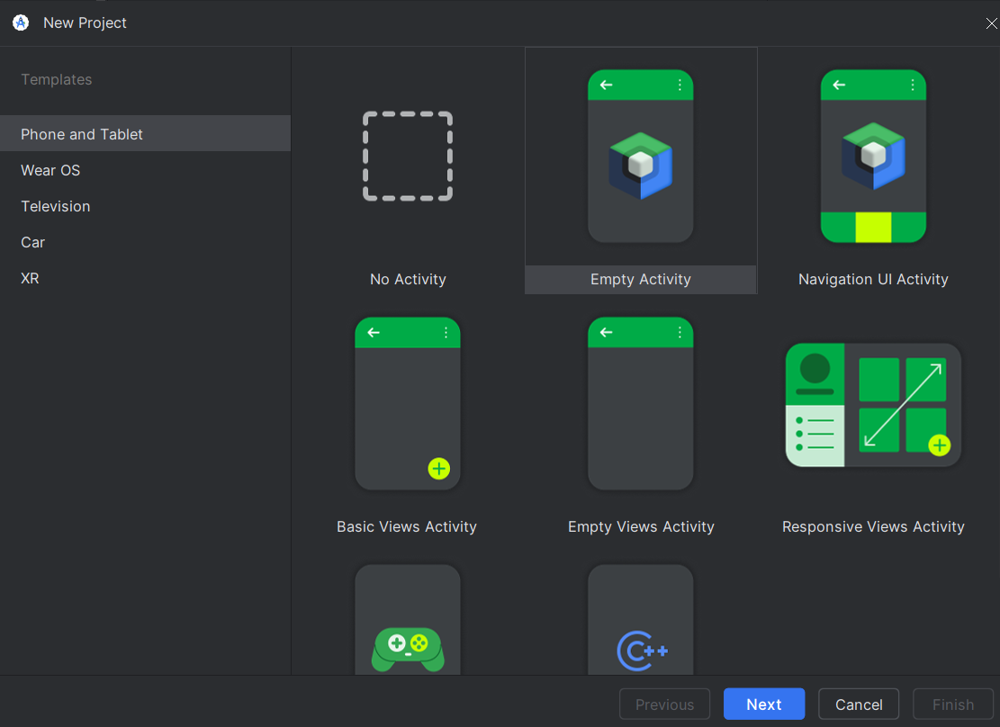 New Project
Templates
Phone and Tablet
Wear OS
Television
Car
XR
No Activity
Empty Activity
Navigation UI Activity
Basic Views Activity
Empty Views Activity
Responsive Views Activity
C++
Previous
Next
Cancel
Finish